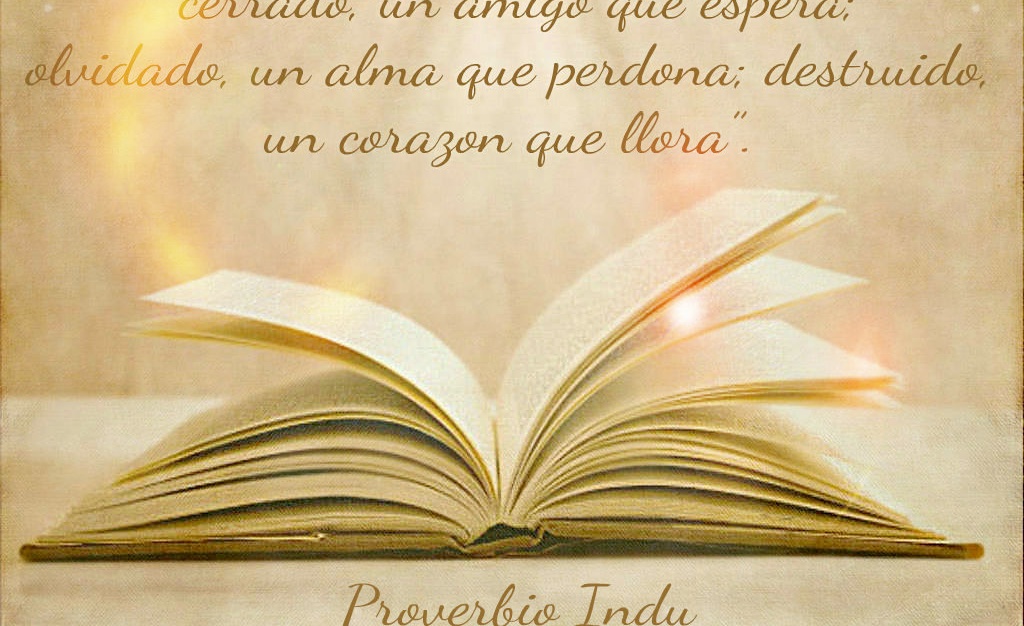 cerrado, un amigo que espera;
olvidado, un alma que perdona; destruido,
un corazon que llora”.
Proverbio Indu